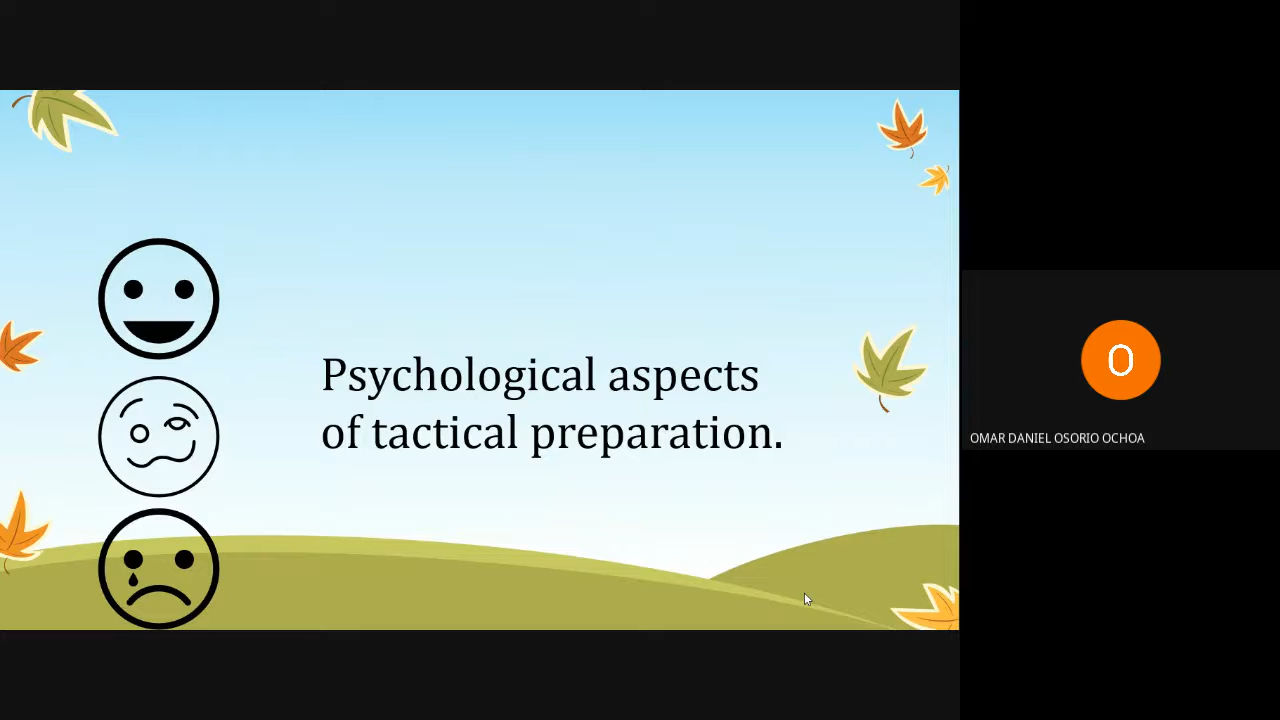 Psychological aspects
of tactical preparation.
O
OMAR DANIEL OSORIO OCHOA